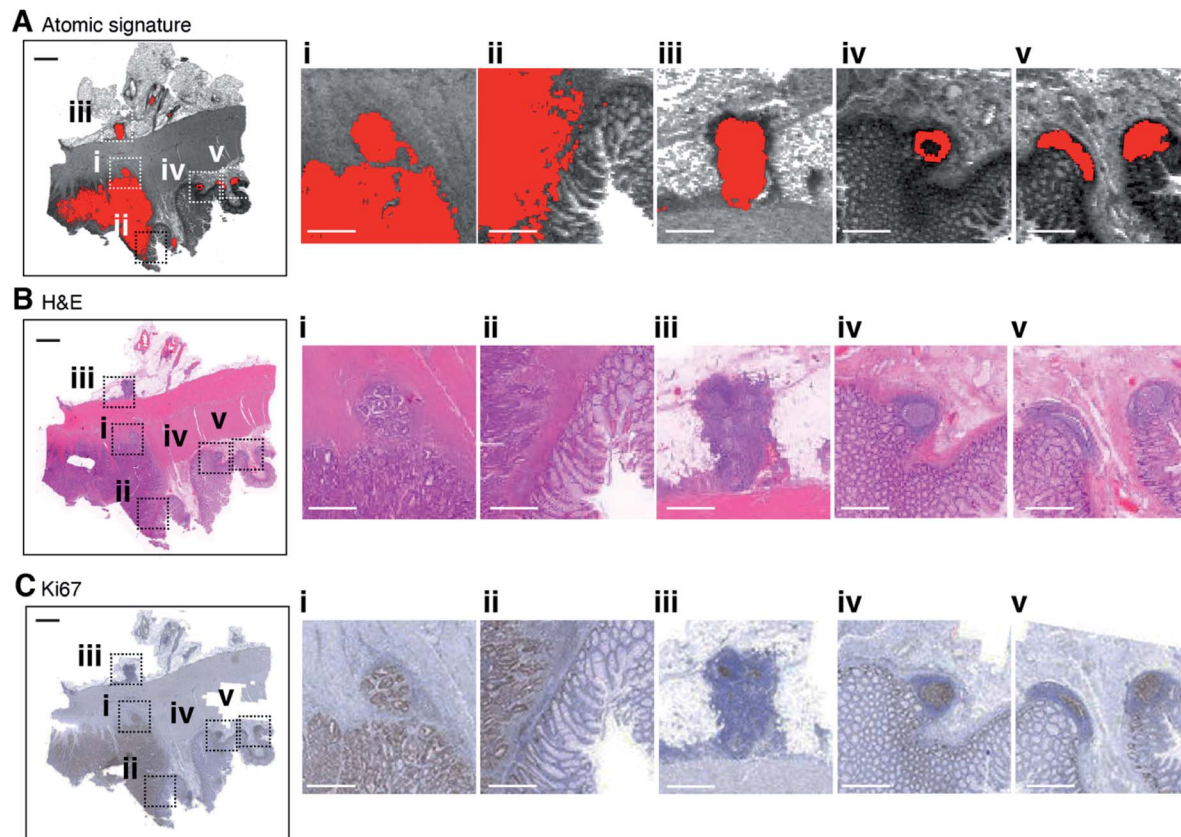 A Atomic signature
i ii iii iv v
iii
i iv v
ii
B H&E
i ii iii iv v
iii
i iv v
ii
C Ki67
i ii iii iv v
iii
v
i iv
ii